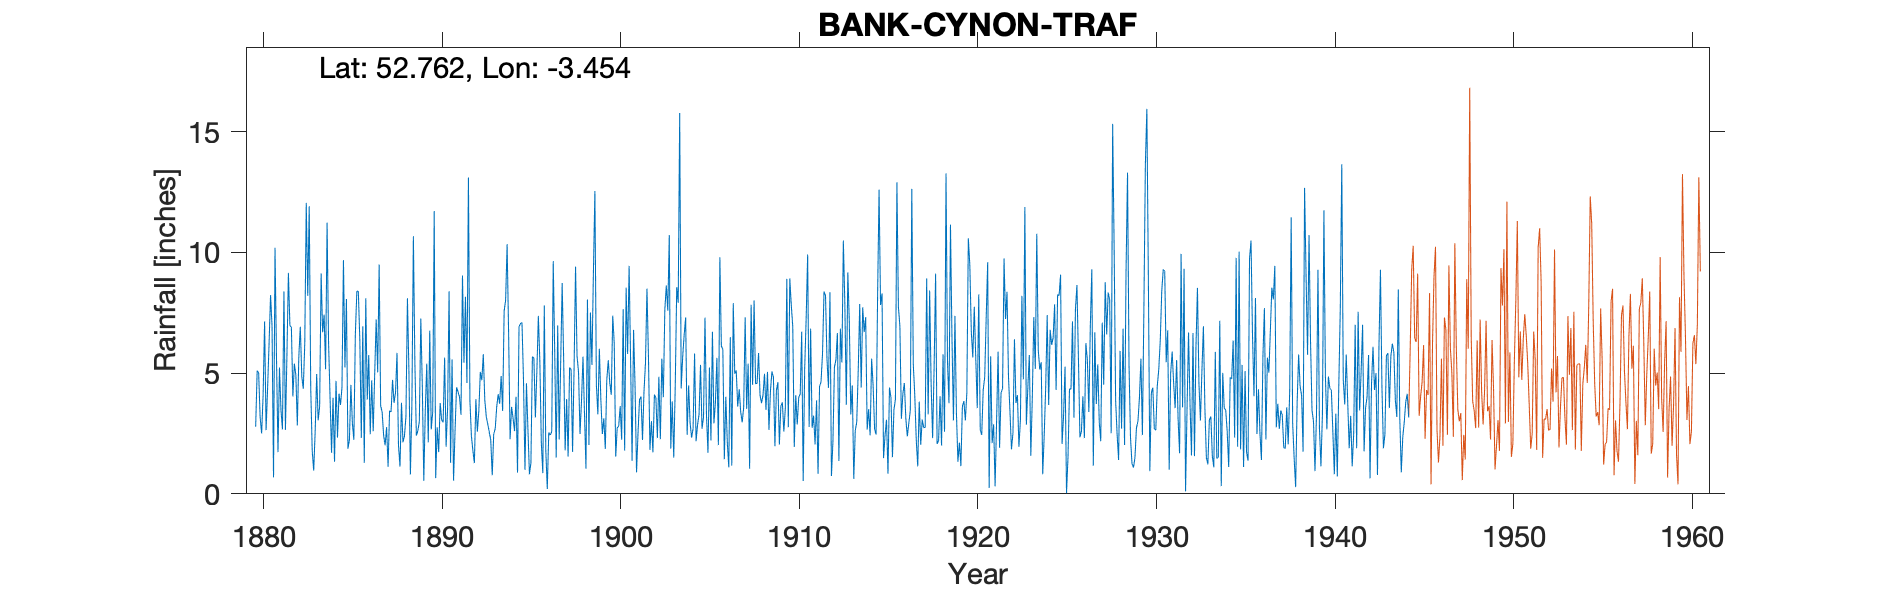 BANK-CYNON-TRAF
Lat: 52.762, Lon: -3.454
Rainfall [inches]
15
10
5
0
1880 1890 1900 1910 1920 1930 1940 1950 1960
Year